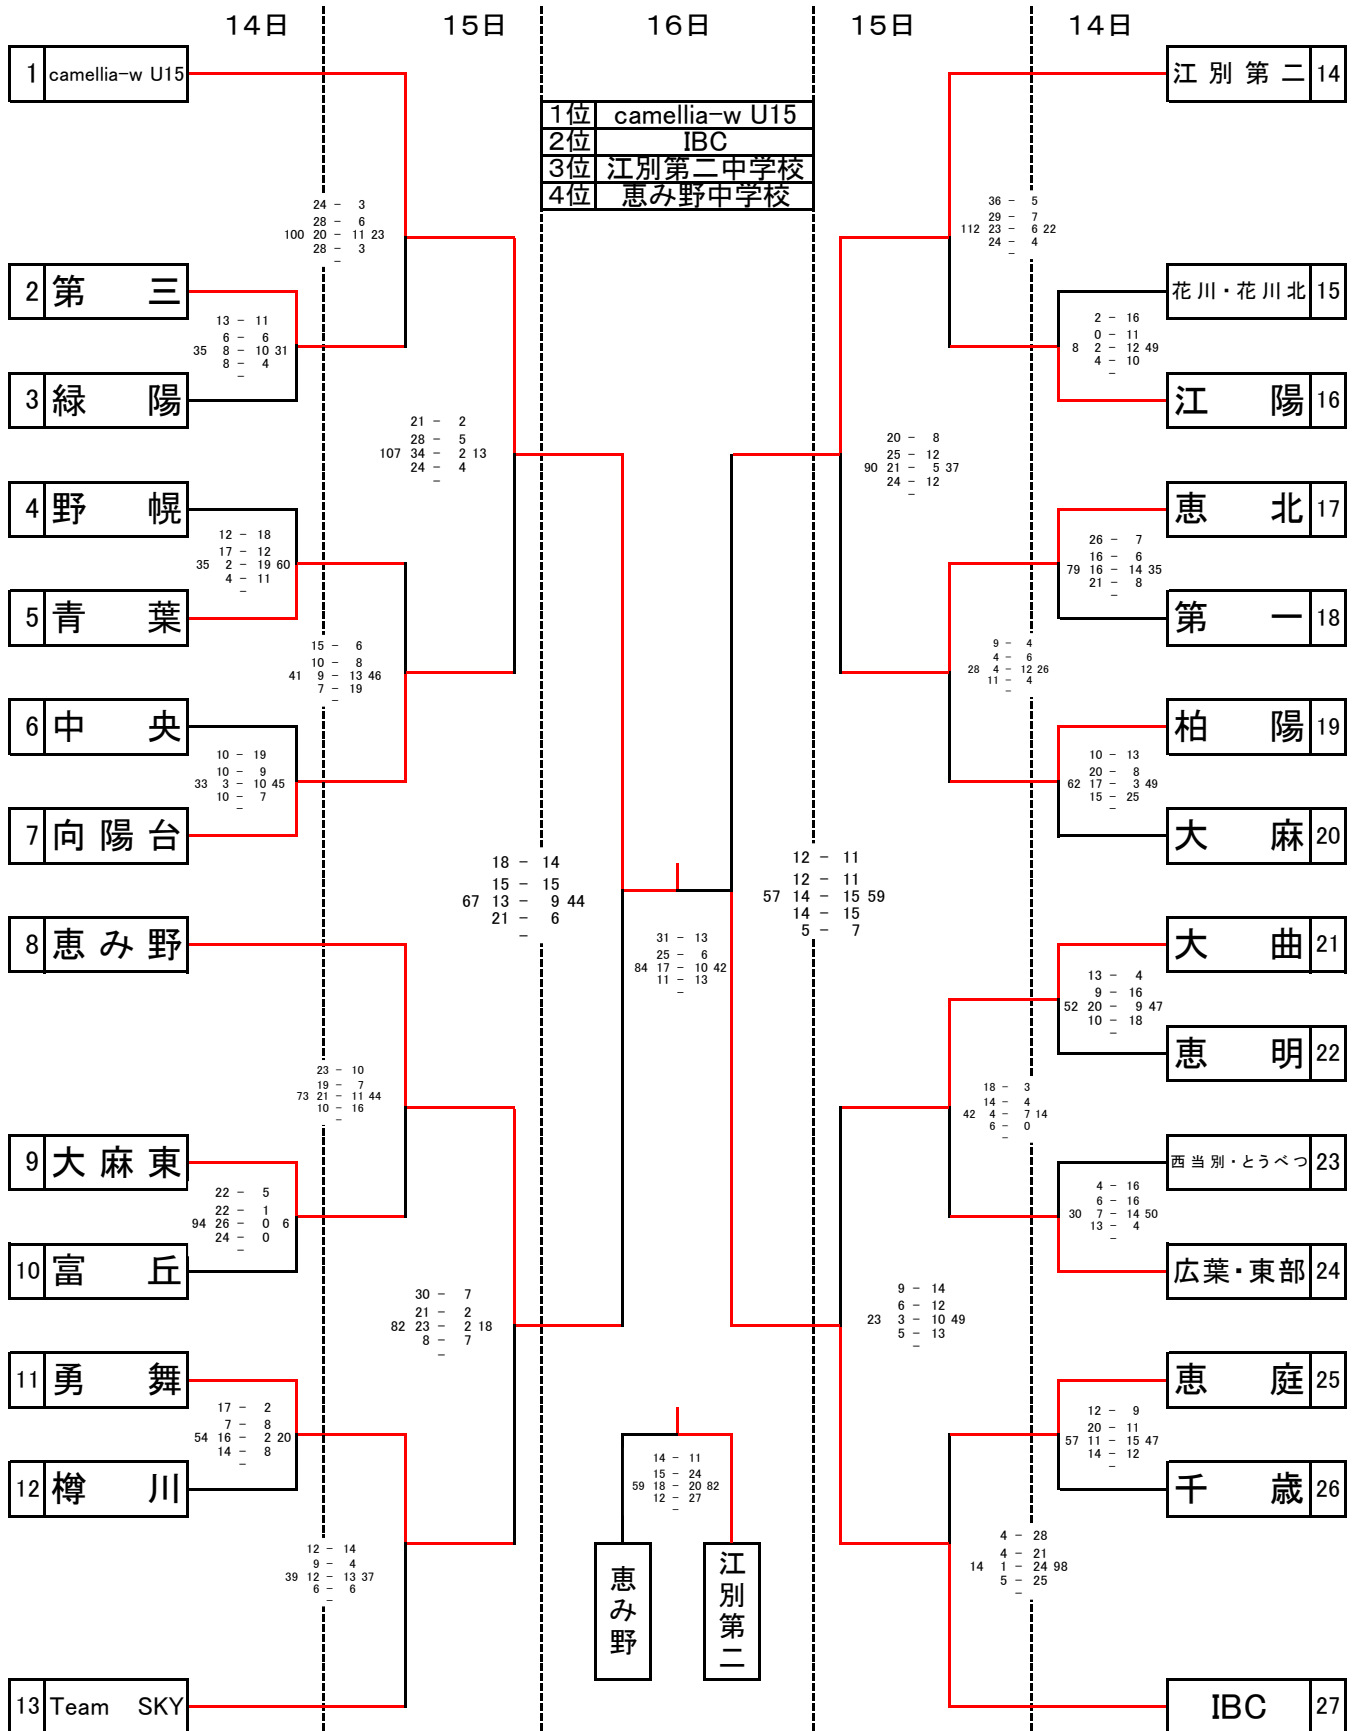 14日 15日 16日 15日 14日
1 camellia-w U15
江別第二 14
1位 camellia-w U15
2位 IBC
3位 江別第二中学校
4位 恵み野中学校
24 - 3
28 - 6
100 20 - 11 23
28 - 3
-
36 - 5
29 - 7
112 23 - 6 22
24 - 4
-
2 第三
花川・花川北 15
13 - 11
6 - 6
35 8 - 10 31
8 - 4
-
2 - 16
0 - 11
8 2 - 12 49
4 - 10
-
3 緑陽
江陽 16
21 - 2
28 - 5
107 34 - 2 13
24 - 4
-
20 - 8
25 - 12
90 21 - 5 37
24 - 12
-
4 野幌
恵北 17
12 - 18
17 - 12
35 2 - 19 60
4 - 11
-
26 - 7
16 - 6
79 16 - 14 35
21 - 8
-
5 青葉
第一 18
15 - 6
10 - 8
41 9 - 13 46
7 - 19
-
9 - 4
4 - 6
28 4 - 12 26
11 - 4
-
6 中央
柏陽 19
10 - 19
10 - 9
33 3 - 10 45
10 - 7
-
10 - 13
20 - 8
62 17 - 3 49
15 - 25
-
7 向陽台
大麻 20
18 - 14
15 - 15
67 13 - 9 44
21 - 6
-
12 - 11
12 - 11
57 14 - 15 59
14 - 15
5 - 7
8 恵み野
大曲 21
31 - 13
25 - 6
84 17 - 10 42
11 - 13
-
13 - 4
9 - 16
52 20 - 9 47
10 - 18
-
恵明 22
23 - 10
19 - 7
73 21 - 11 44
10 - 16
-
18 - 3
14 - 4
42 4 - 7 14
6 - 0
-
9 大麻東
西当別・とうべつ 23
22 - 5
22 - 1
94 26 - 0 6
24 - 0
-
4 - 16
6 - 16
30 7 - 14 50
13 - 4
-
10 富丘
広葉・東部 24
30 - 7
21 - 2
82 23 - 2 18
8 - 7
-
9 - 14
6 - 12
23 3 - 10 49
5 - 13
-
11 勇舞
恵庭 25
17 - 2
7 - 8
54 16 - 2 20
14 - 8
-
12 - 9
20 - 11
57 11 - 15 47
14 - 12
-
12 樽川
千歳 26
14 - 11
15 - 24
59 18 - 20 82
12 - 27
-
12 - 14
9 - 4
39 12 - 13 37
6 - 6
-
4 - 28
4 - 21
14 1 - 24 98
5 - 25
-
恵み野
江別第二
13 Team SKY
IBC 27